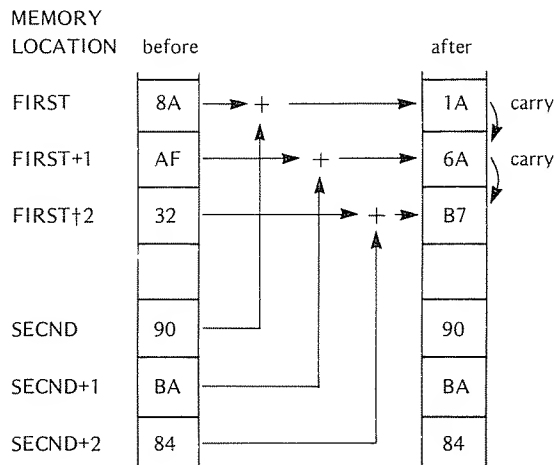 MEMORY
LOCATION before after
FIRST 8A + 1A carry
FIRST+1 AF + 6A carry
FIRST†2 32 + B7
SECND 90 90
SECND+1 BA BA
SECND+2 84 84